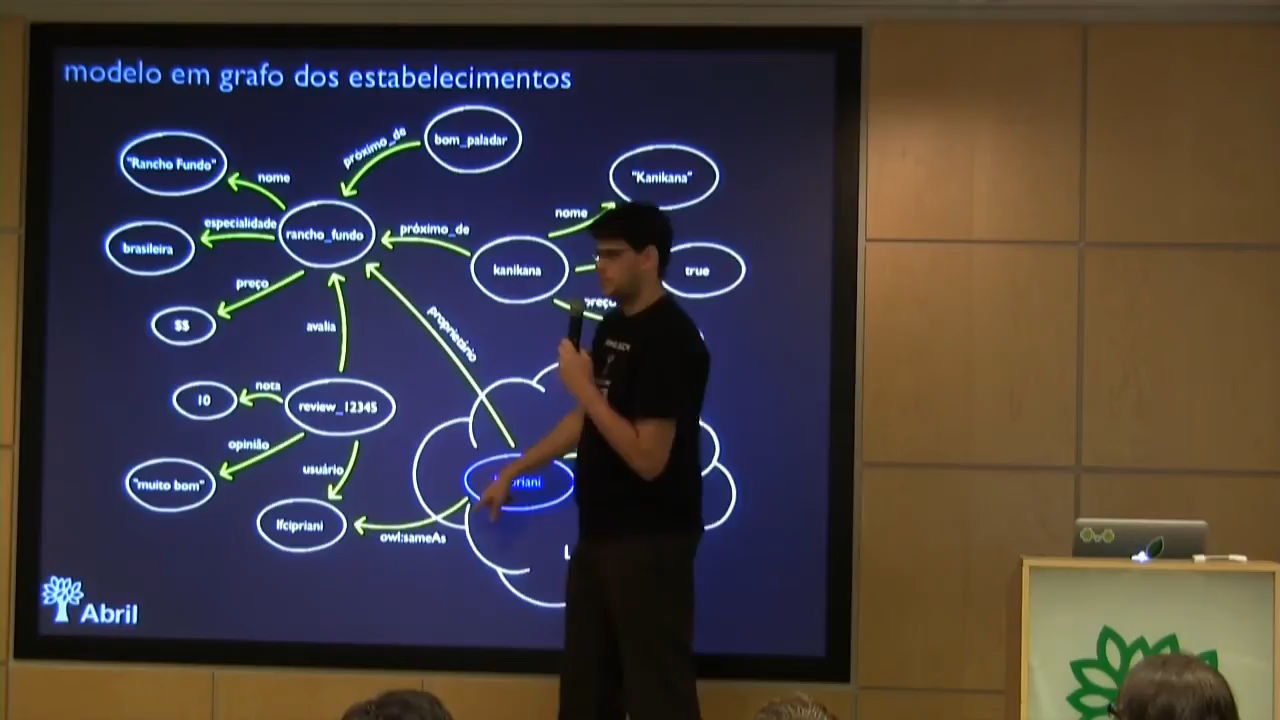 modelo em grafo dos estabelecimentos
"Rancho Fundo"
nome
próximo_de
bom_paladar
"Kanikana"
nome
especialidade
brasileira
rancho_fundo
próximo_de
kanikana
true
preço
$$
avalia
proprietário
preço
10
nota
review_12345
opinião
"muito bom"
usuário
lfcipriani
owl:sameAs
Abril